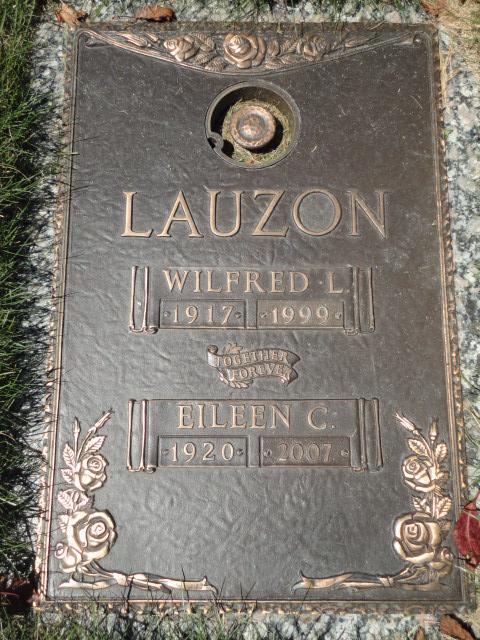 LAUZON
WILFRED L.
1917 1999
TOGETHER
FOREVER
EILEEN C.
1920 2007